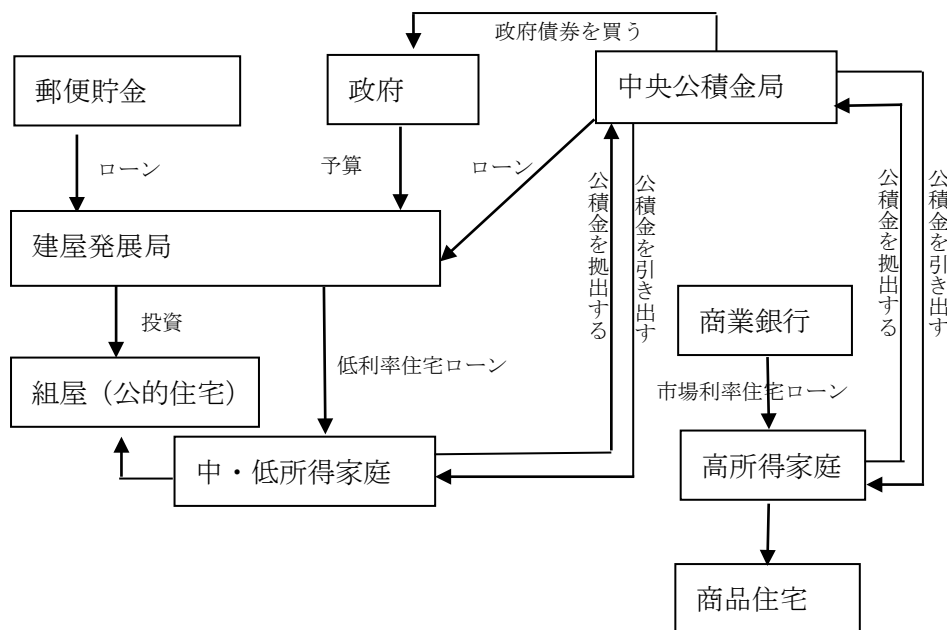 政府債券を買う
郵便貯金
政府
中央公積金局
ローン
予算
ローン
公積金を拠出する
公積金を引き出す
公積金を拠出する
公積金を引き出す
建屋発展局
投資
低利率住宅ローン
商業銀行
組屋（公的住宅）
市場利率住宅ローン
中・低所得家庭
高所得家庭
商品住宅